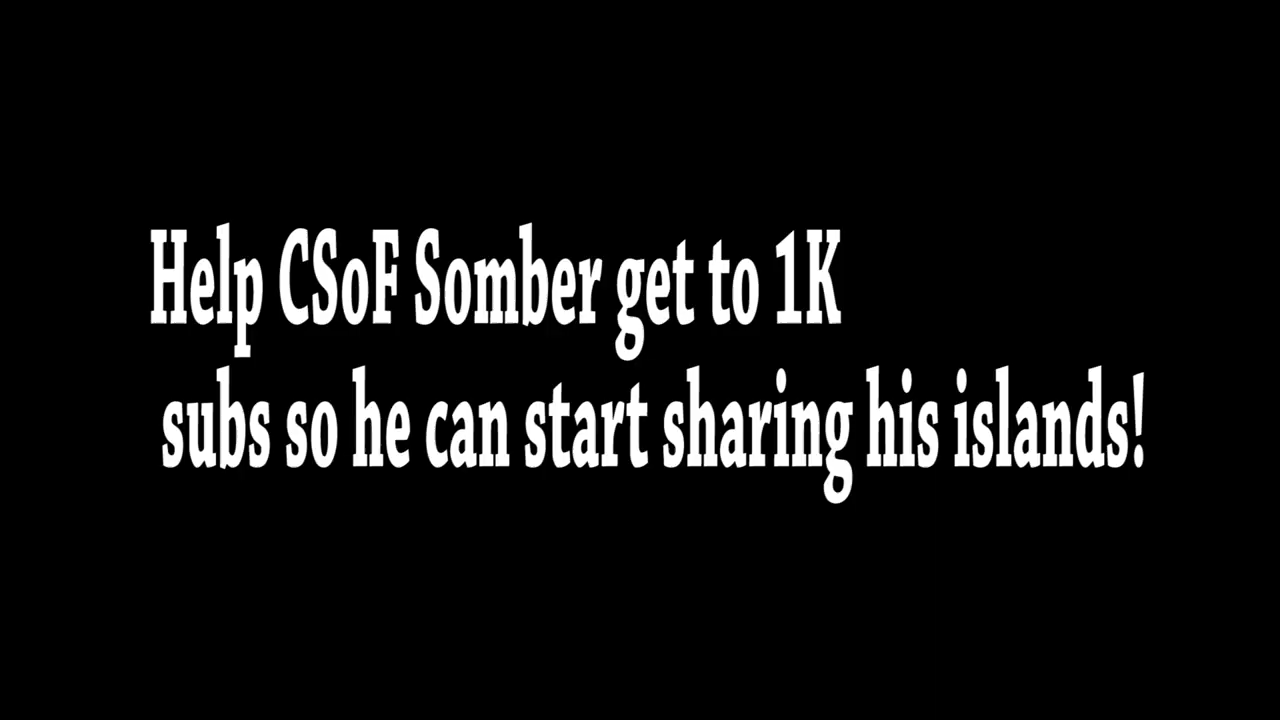 Help CSoF Somber get to 1K
subs so he can start sharing his islands!